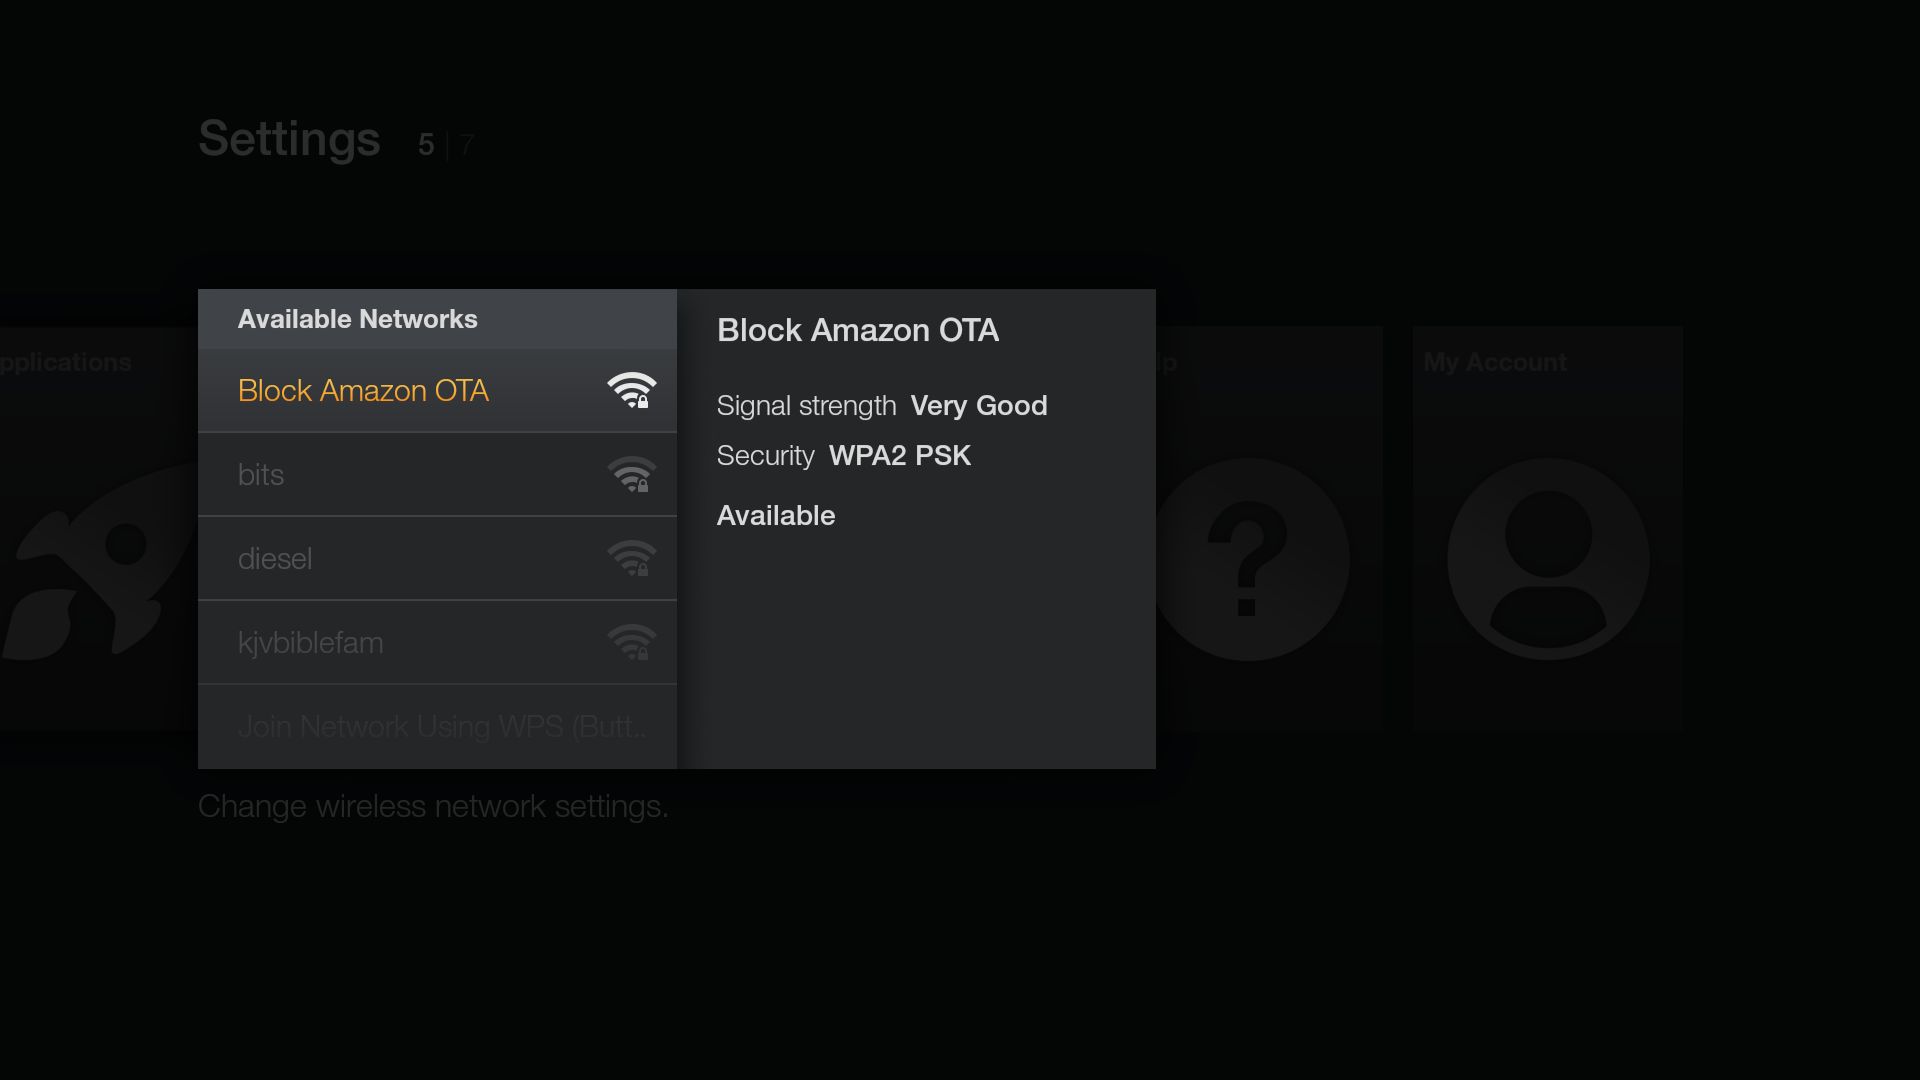 Settings 5 | 7
Available Networks
Block Amazon OTA
bits
diesel
kjvbiblefam
Join Network Using WPS (Butt..
Block Amazon OTA
Signal strength Very Good
Security WPA2 PSK
Available
pplications
lp
My Account
Change wireless network settings.